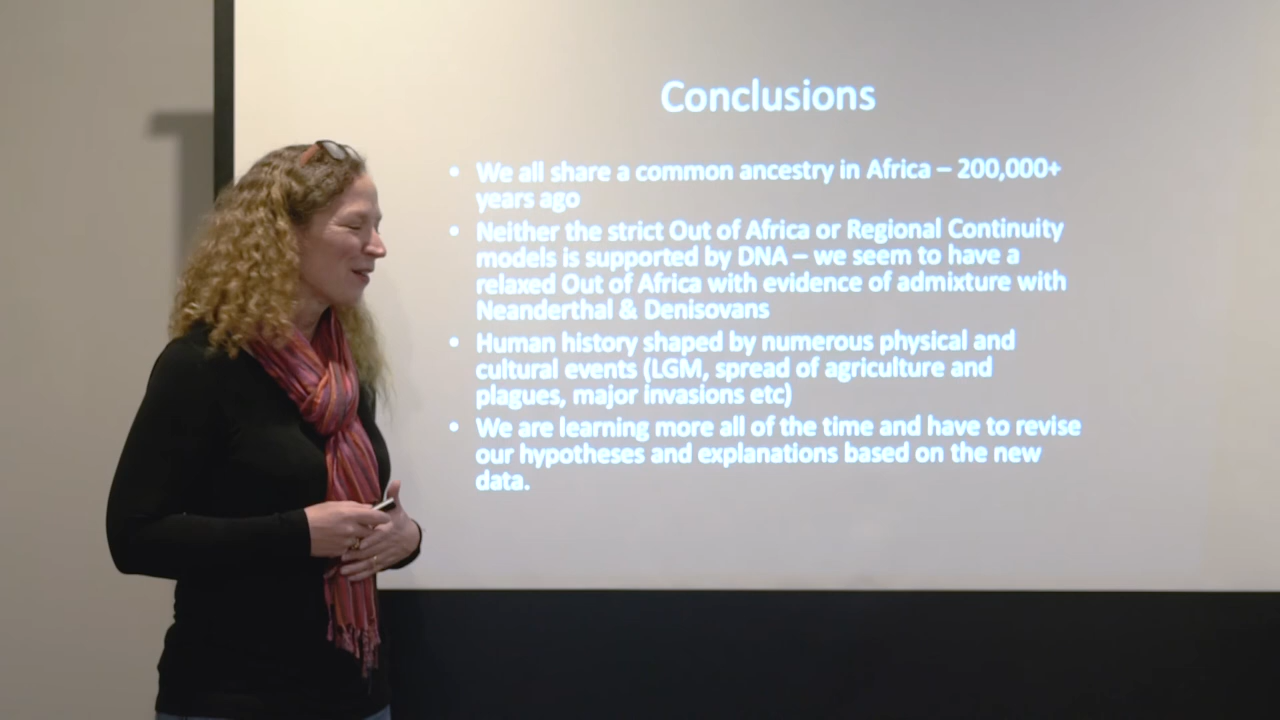 Conclusions
• We all share a common ancestry in Africa – 200,000+
years ago
• Neither the strict Out of Africa or Regional Continuity
models is supported by DNA – we seem to have a
relaxed Out of Africa with evidence of admixture with
Neanderthal & Denisovans
• Human history shaped by numerous physical and
cultural events (LGM, spread of agriculture and
plagues, major invasions etc)
• We are learning more all of the time and have to revise
our hypotheses and explanations based on the new
data.